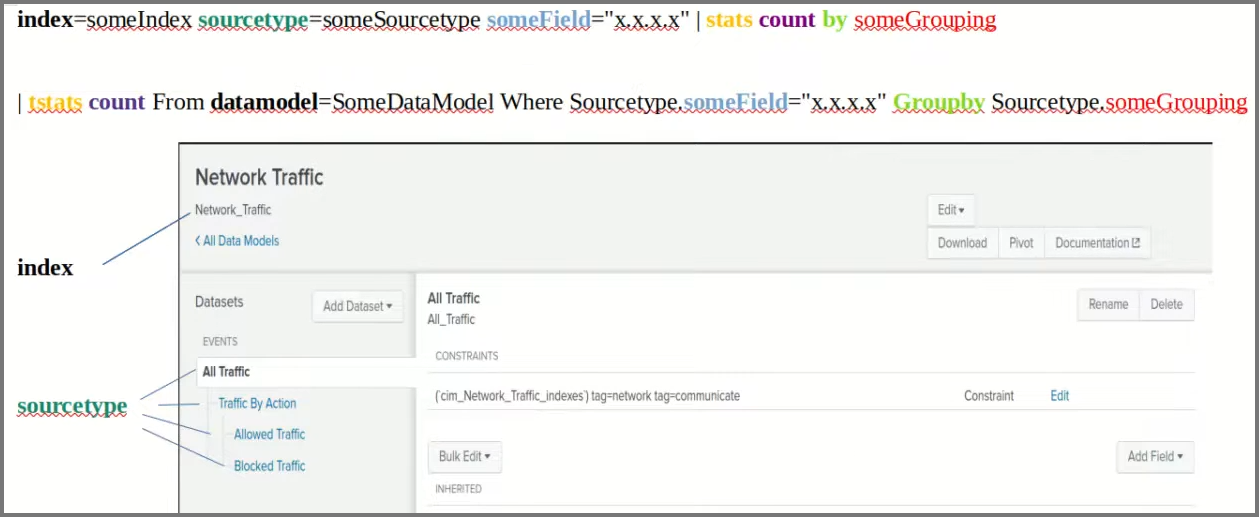 index=someIndex sourcetype=someSourcetype someField="x.x.x.x" | stats count by someGrouping
| tstats count From datamodel=SomeDataModel Where Sourcetype.someField="x.x.x.x" Groupby Sourcetype.someGrouping
Network Traffic
Network_Traffic
< All Data Models
Edit
Download Pivot Documentation
index
Datasets
Add Dataset
EVENTS
All Traffic
Traffic By Action
Allowed Traffic
Blocked Traffic
sourcetype
All Traffic
All_Traffic
Rename Delete
CONSTRAINTS
(`cim_Network_Traffic_indexes`) tag=network tag=communicate Constraint Edit
Bulk Edit
Add Field
INHERITED